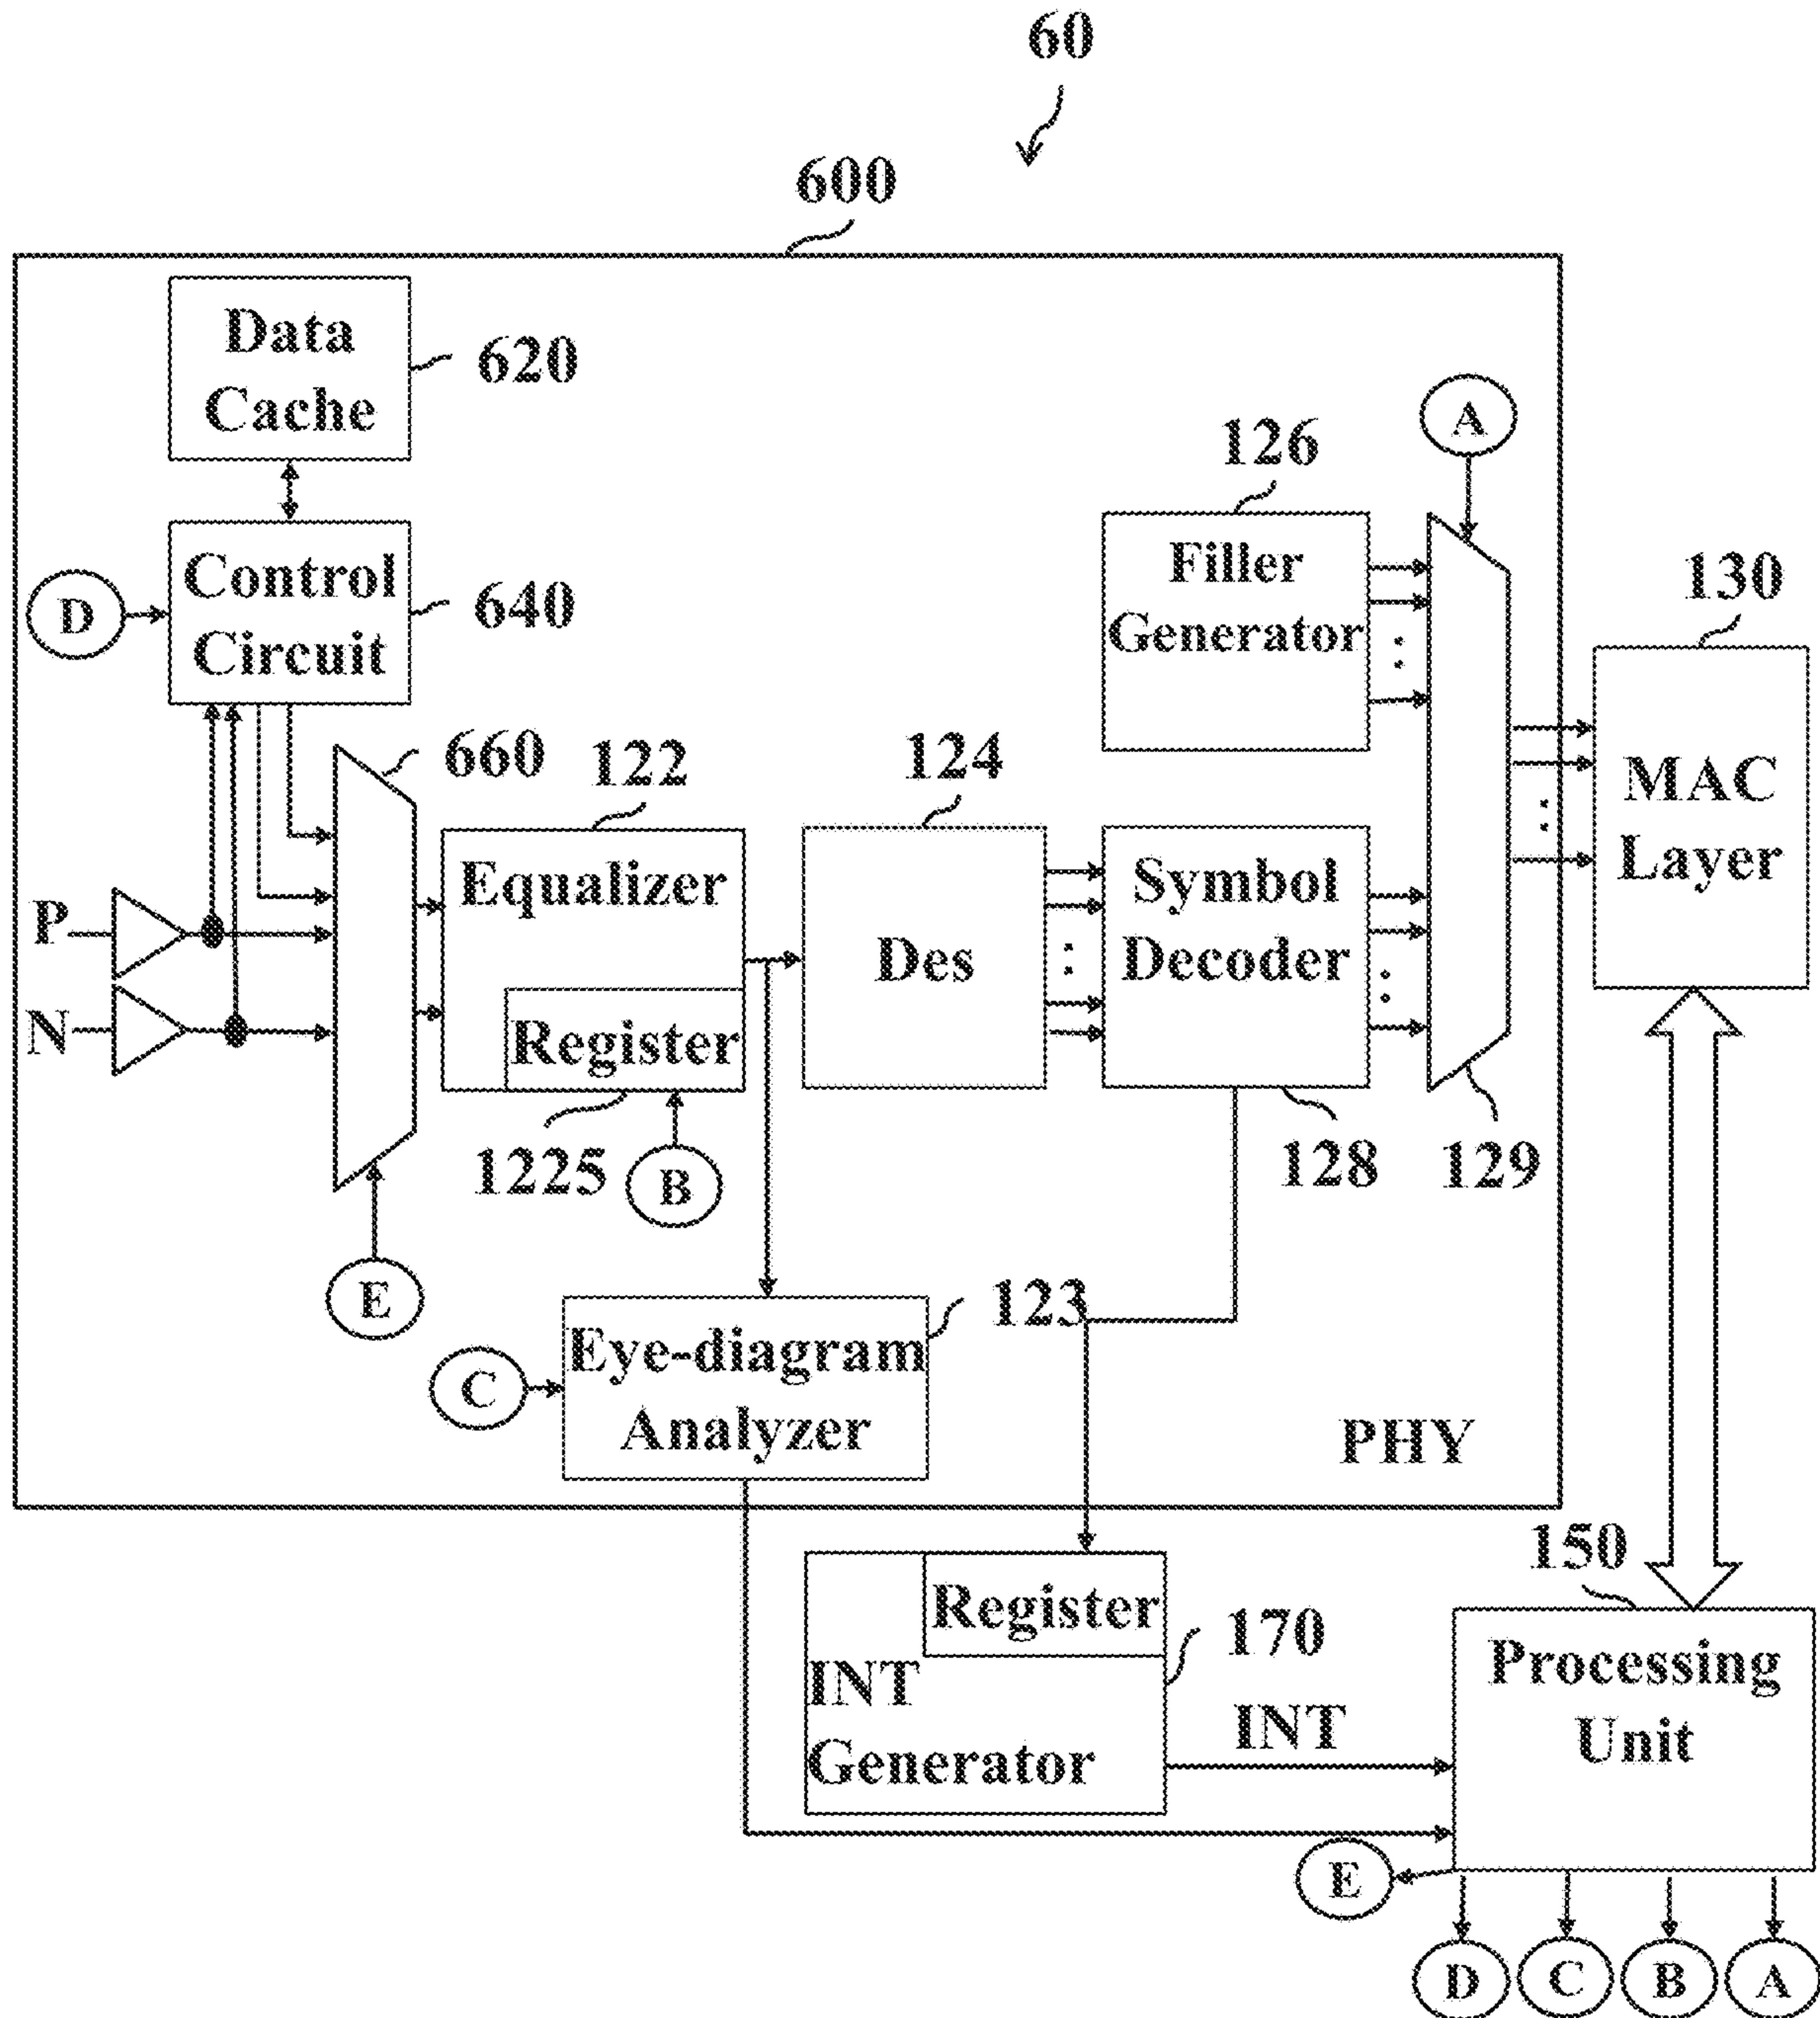 60
600
Data
Cache
620
A
126
Filler
Generator
Control
Circuit
640
D
130
MAC
Layer
660
122
124
Equalizer
Register
1225
B
Des
Symbol
Decoder
128
129
P
N
E
123
Eye-diagram
Analyzer
C
PHY
150
Register
INT
Generator
170
INT
Processing
Unit
E
D
C
B
A